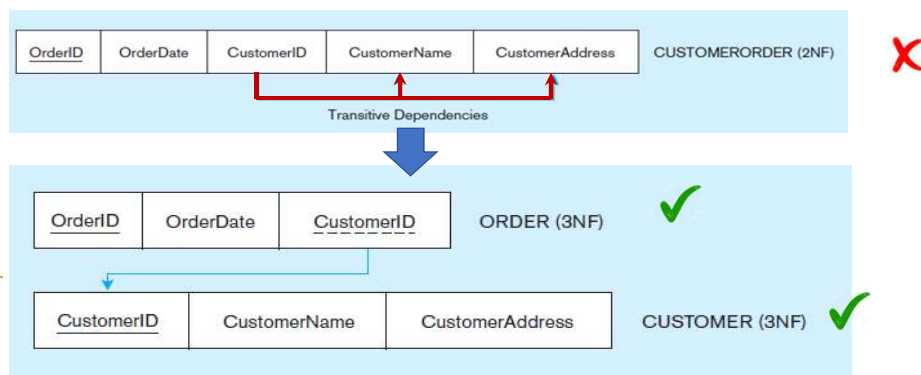 OrderID OrderDate CustomerID CustomerName CustomerAddress CUSTOMERORDER (2NF)
Transitive Dependencies
OrderID OrderDate CustomerID ORDER (3NF)
CustomerID CustomerName CustomerAddress CUSTOMER (3NF)